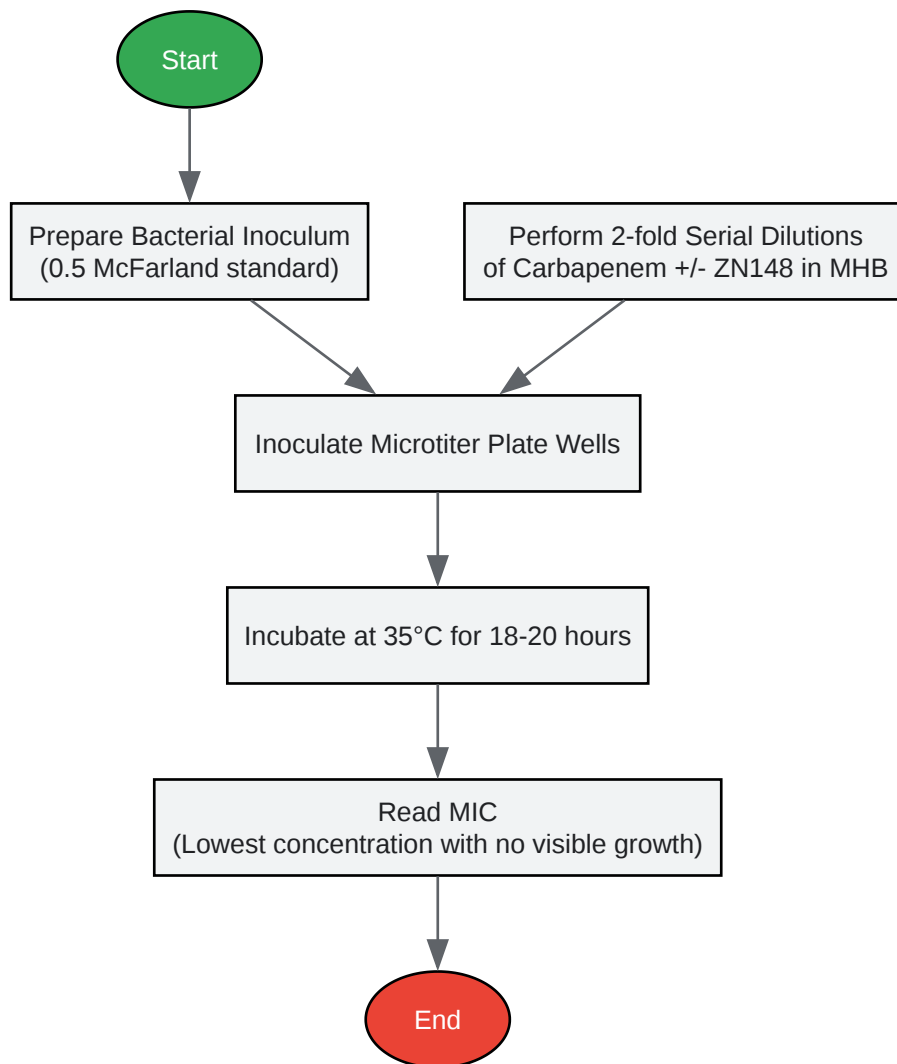 Start
Prepare Bacterial Inoculum
(0.5 McFarland standard)
Perform 2-fold Serial Dilutions
of Carbapenem +/- ZN148 in MHB
Inoculate Microtiter Plate Wells
Incubate at 35°C for 18-20 hours
Read MIC
(Lowest concentration with no visible growth)
End